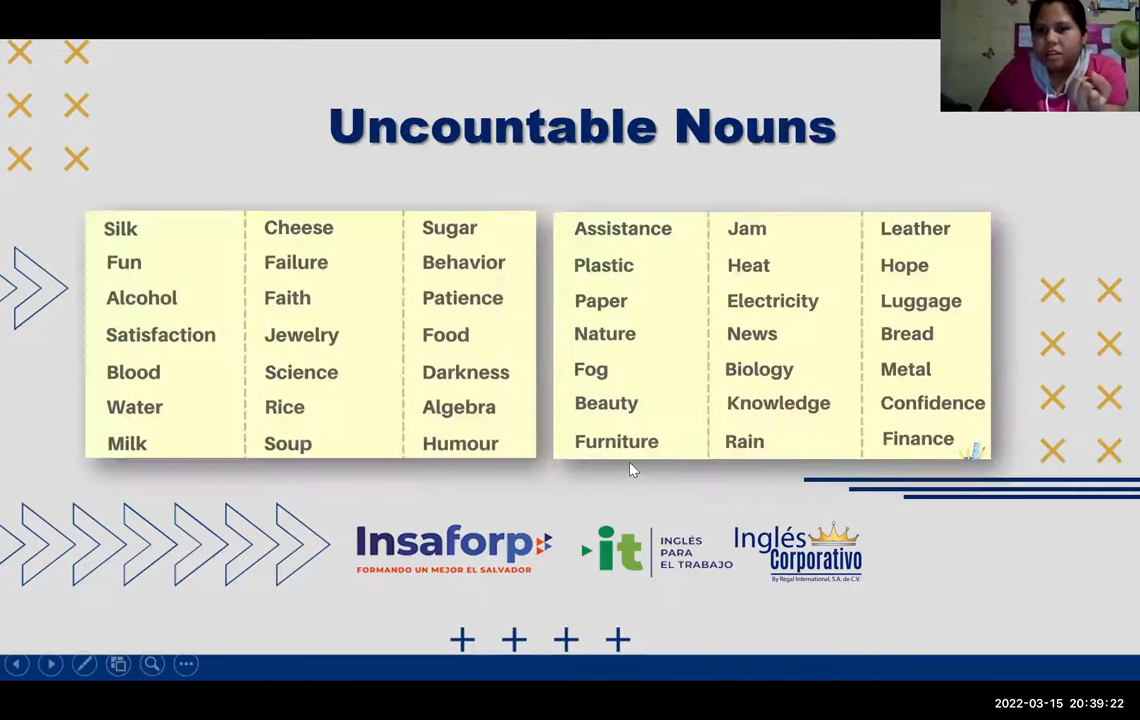 Uncountable Nouns
Silk
Fun
Alcohol
Satisfaction
Blood
Water
Milk
Cheese
Failure
Faith
Jewelry
Science
Rice
Soup
Sugar
Behavior
Patience
Food
Darkness
Algebra
Humour
Assistance
Plastic
Paper
Nature
Fog
Beauty
Furniture
Jam
Heat
Electricity
News
Biology
Knowledge
Rain
Leather
Hope
Luggage
Bread
Metal
Confidence
Finance
Insaforp
FORMANDO UN MEJOR EL SALVADOR
it
INGLÉS
PARA
EL TRABAJO
Inglés
Corporativo
By Regal International, S.A. de C.V.
2022-03-15 20:39:22